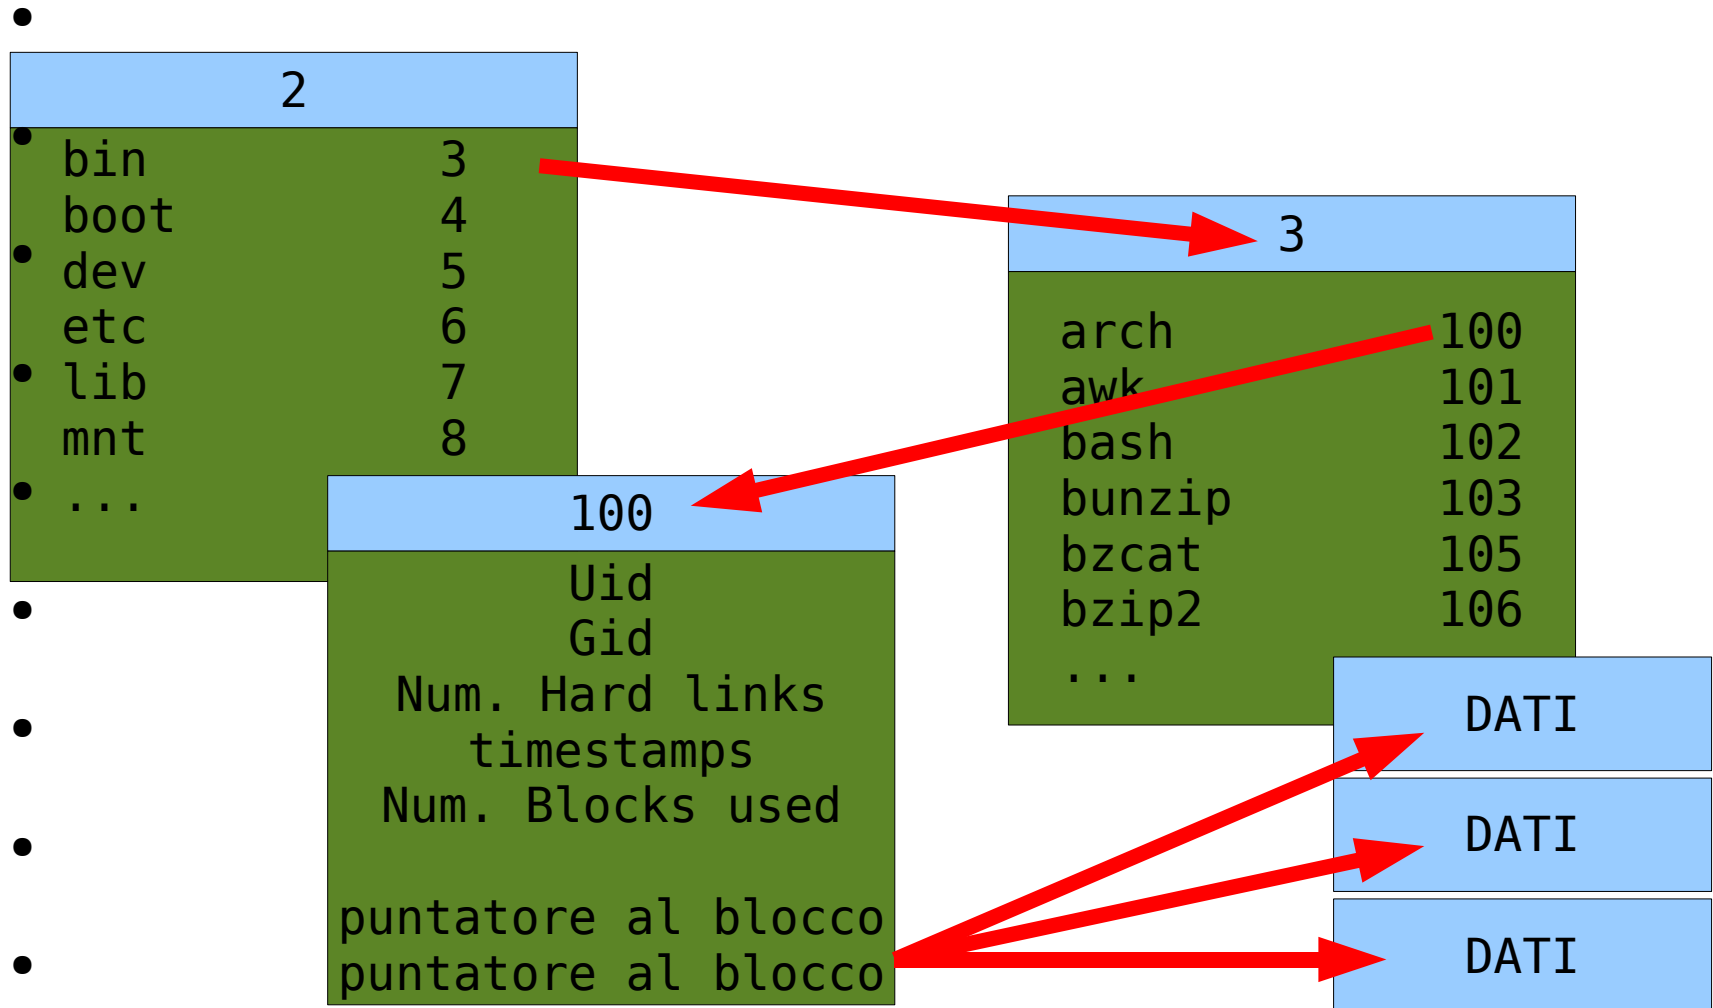 2
bin 3
boot 4
dev 5
etc 6
lib 7
mnt 8
...
3
arch 100
awk 101
bash 102
bunzip 103
bzcat 105
bzip2 106
...
100
Uid
Gid
Num. Hard links
timestamps
Num. Blocks used
puntatore al blocco
puntatore al blocco
DATI
DATI
DATI